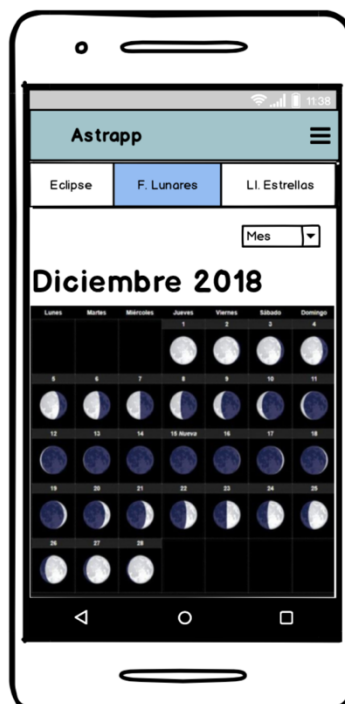 11:38
Astrapp
Eclipse F. Lunares Ll. Estrellas
Mes
Diciembre 2018
Lunes Martes Miércoles Jueves Viernes Sábado Domingo
1 2 3 4
5 6 7 8 9 10 11
12 13 14 15 Nueva 16 17 18
19 20 21 22 23 24 25
26 27 28